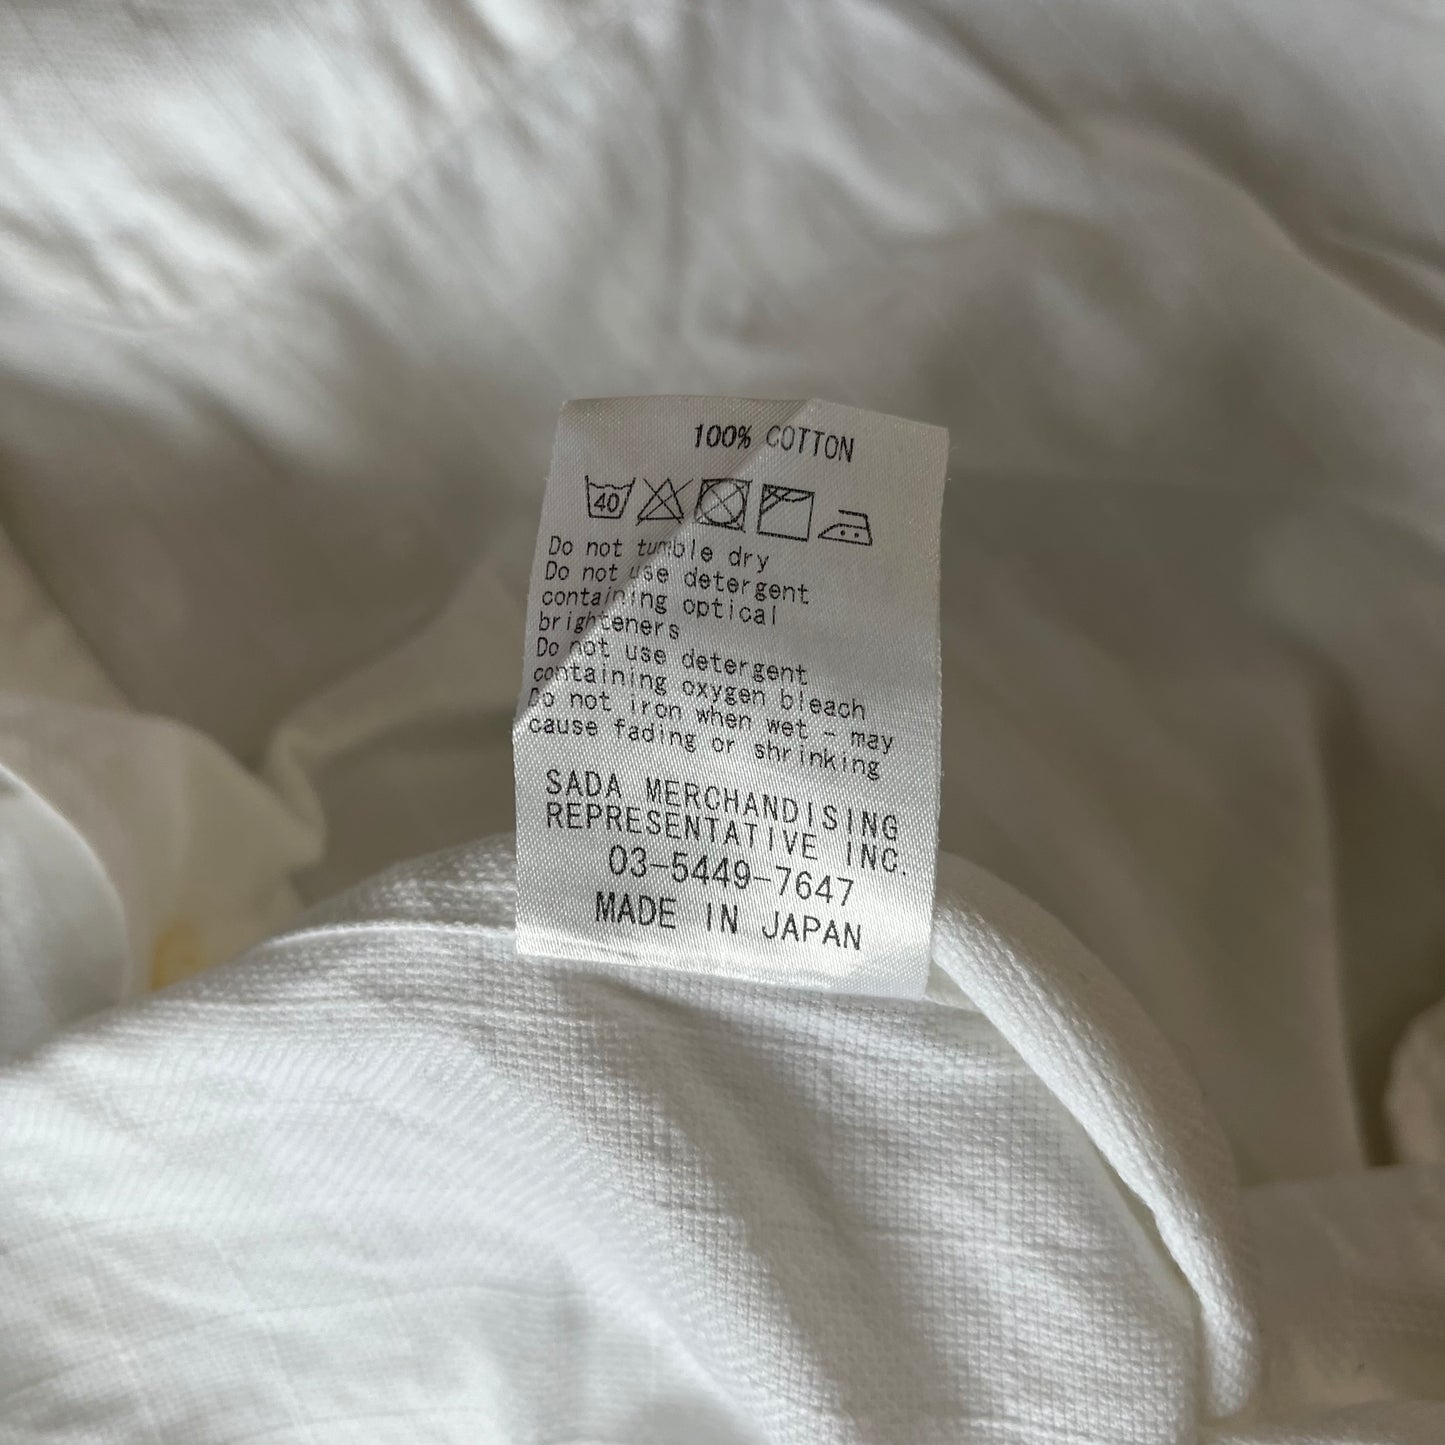 100% COTTON
40
Do not tumble dry
Do not use detergent
containing optical
brighteners
Do not use detergent
containing oxygen bleach
Do not iron when wet - may
cause fading or shrinking
SADA MERCHANDISING
REPRESENTATIVE INC.
03-5449-7647
MADE IN JAPAN